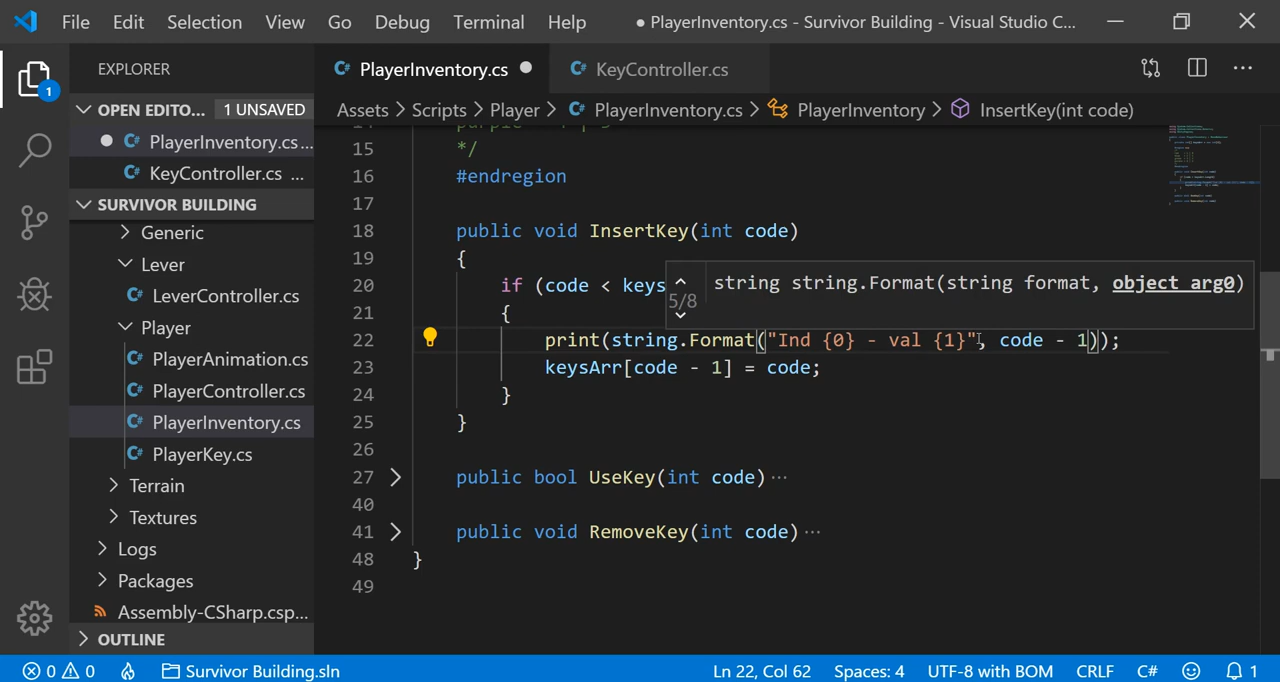 File Edit Selection View Go Debug Terminal Help ● PlayerInventory.cs - Survivor Building - Visual Studio C...
EXPLORER
PlayerInventory.cs
KeyController.cs
OPEN EDITO... 1 UNSAVED
PlayerInventory.cs...
KeyController.cs ...
SURVIVOR BUILDING
Generic
Lever
LeverController.cs
Player
PlayerAnimation.cs
PlayerController.cs
PlayerInventory.cs
PlayerKey.cs
Terrain
Textures
Logs
Packages
Assembly-CSharp.csp...
OUTLINE
1
Assets > Scripts > Player > PlayerInventory.cs > PlayerInventory > InsertKey(int code)
15 */
16 #endregion
17
18 public void InsertKey(int code)
19 {
20 if (code < keys
5/8 string string.Format(string format, object arg0)
21 {
22 print(string.Format("Ind {0} - val {1}", code - 1));
23 keysArr[code - 1] = code;
24 }
25 }
26
27 public bool UseKey(int code)...
40
41 public void RemoveKey(int code)...
48 }
49
0 0 Survivor Building.sln Ln 22, Col 62 Spaces: 4 UTF-8 with BOM CRLF C# 1